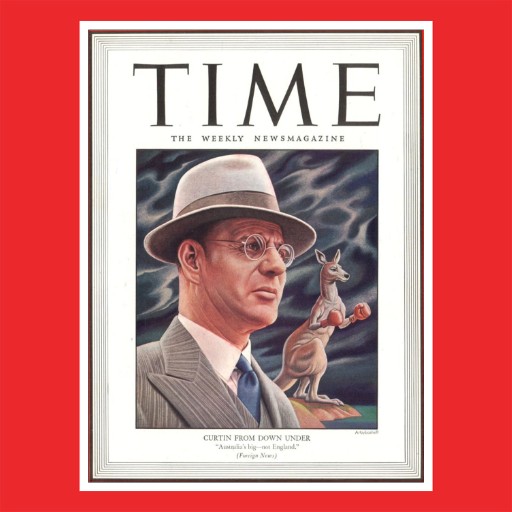 TIME
THE WEEKLY NEWSMAGAZINE
CURTIN FROM DOWN UNDER
"Australia's big—not England."
(Foreign News)